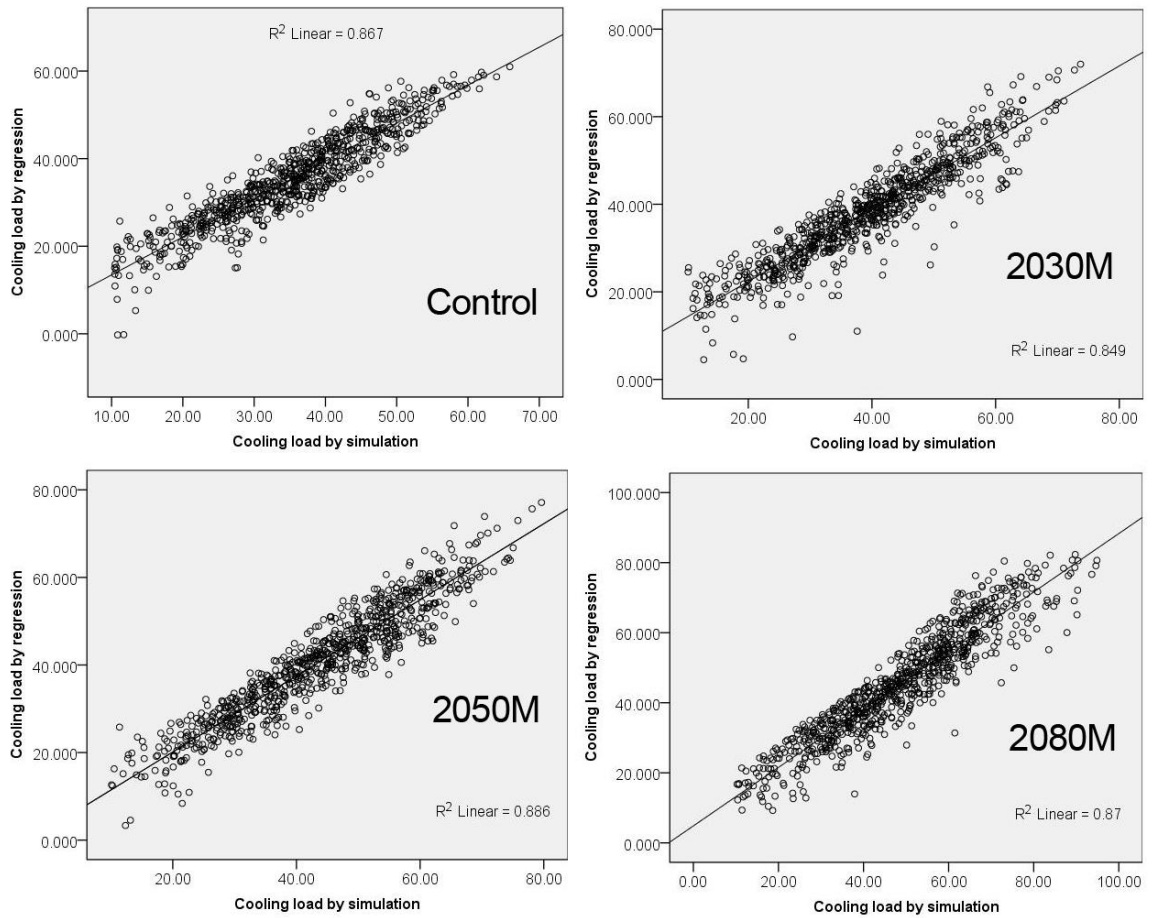 R² Linear = 0.867
60.000
40.000
20.000
0.000
Cooling load by regression
Control
10.00 20.00 30.00 40.00 50.00 60.00 70.00
Cooling load by simulation
80.000
60.000
40.000
20.000
0.000
Cooling load by regression
2030M
R² Linear = 0.849
20.00 40.00 60.00 80.00
Cooling load by simulation
80.000
60.000
40.000
20.000
0.000
Cooling load by regression
2050M
R² Linear = 0.886
20.00 40.00 60.00 80.00
Cooling load by simulation
100.000
80.000
60.000
40.000
20.000
0.000
Cooling load by regression
2080M
R² Linear = 0.87
0.00 20.00 40.00 60.00 80.00 100.00
Cooling load by simulation